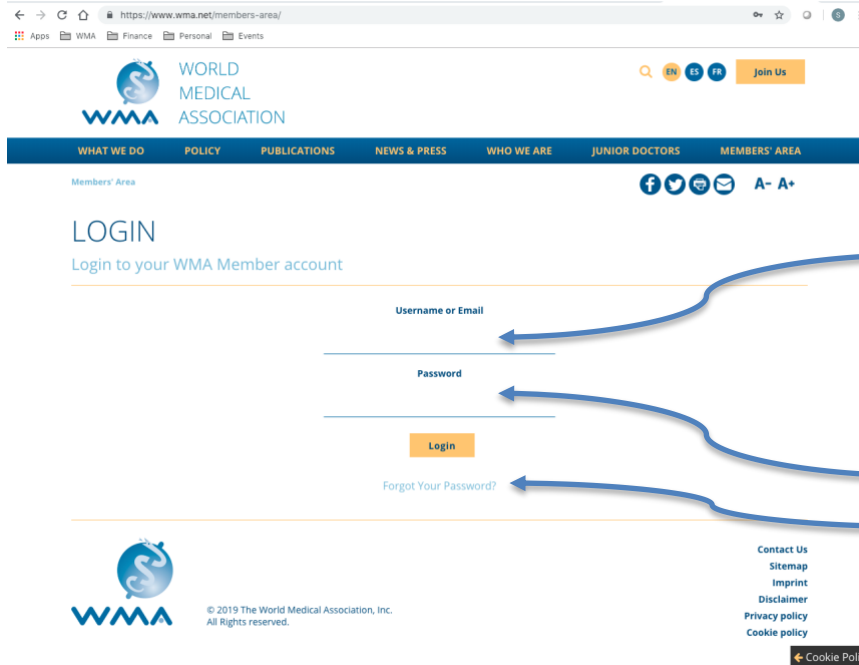 https://www.wma.net/members-area/
S
Apps WMA Finance Personal Events
WORLD
MEDICAL
ASSOCIATION
WMA
EN ES FR Join Us
WHAT WE DO POLICY PUBLICATIONS NEWS & PRESS WHO WE ARE JUNIOR DOCTORS MEMBERS' AREA
Members' Area
A- A+
LOGIN
Login to your WMA Member account
Username or Email
Password
Login
Forgot Your Password?
WMA
© 2019 The World Medical Association, Inc.
All Rights reserved.
Contact Us
Sitemap
Imprint
Disclaimer
Privacy policy
Cookie policy
Cookie Poli